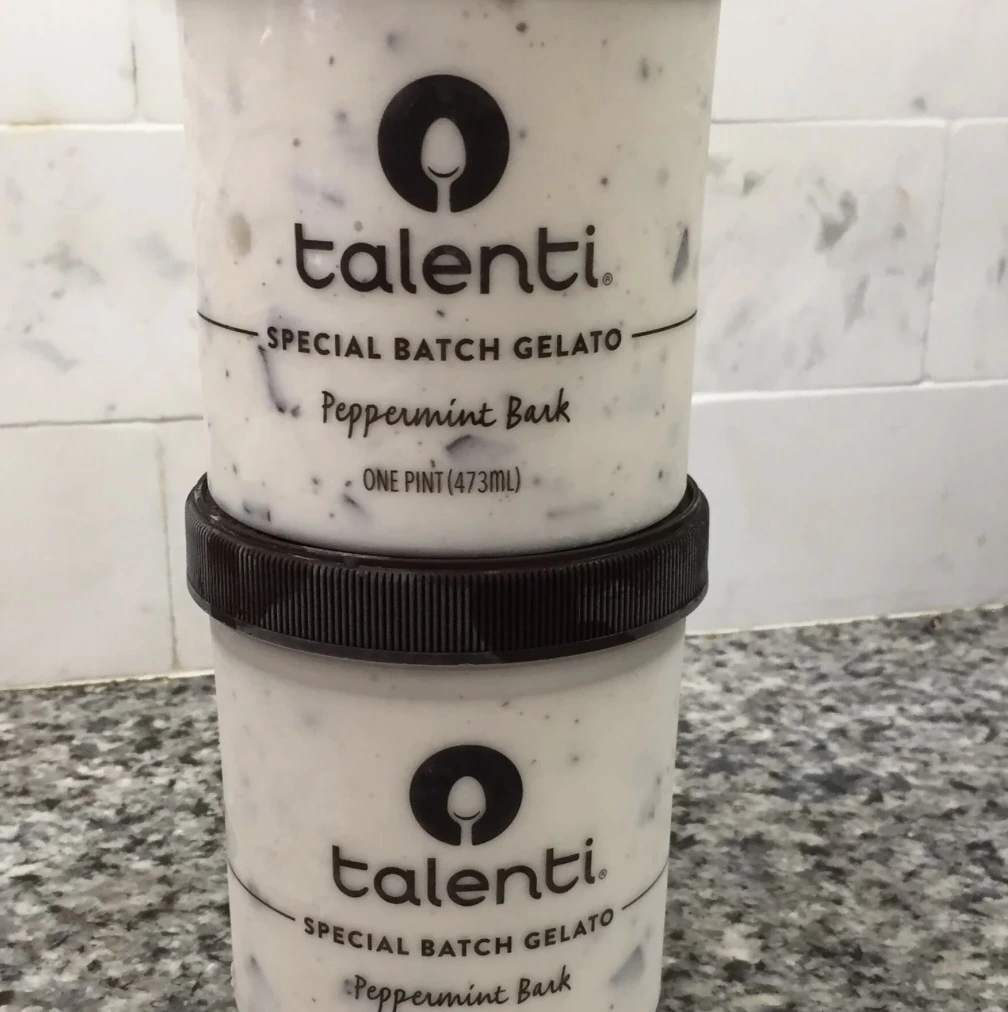 talenti®
SPECIAL BATCH GELATO
Peppermint Bark
ONE PINT (473mL)
talenti®
SPECIAL BATCH GELATO
Peppermint Bark